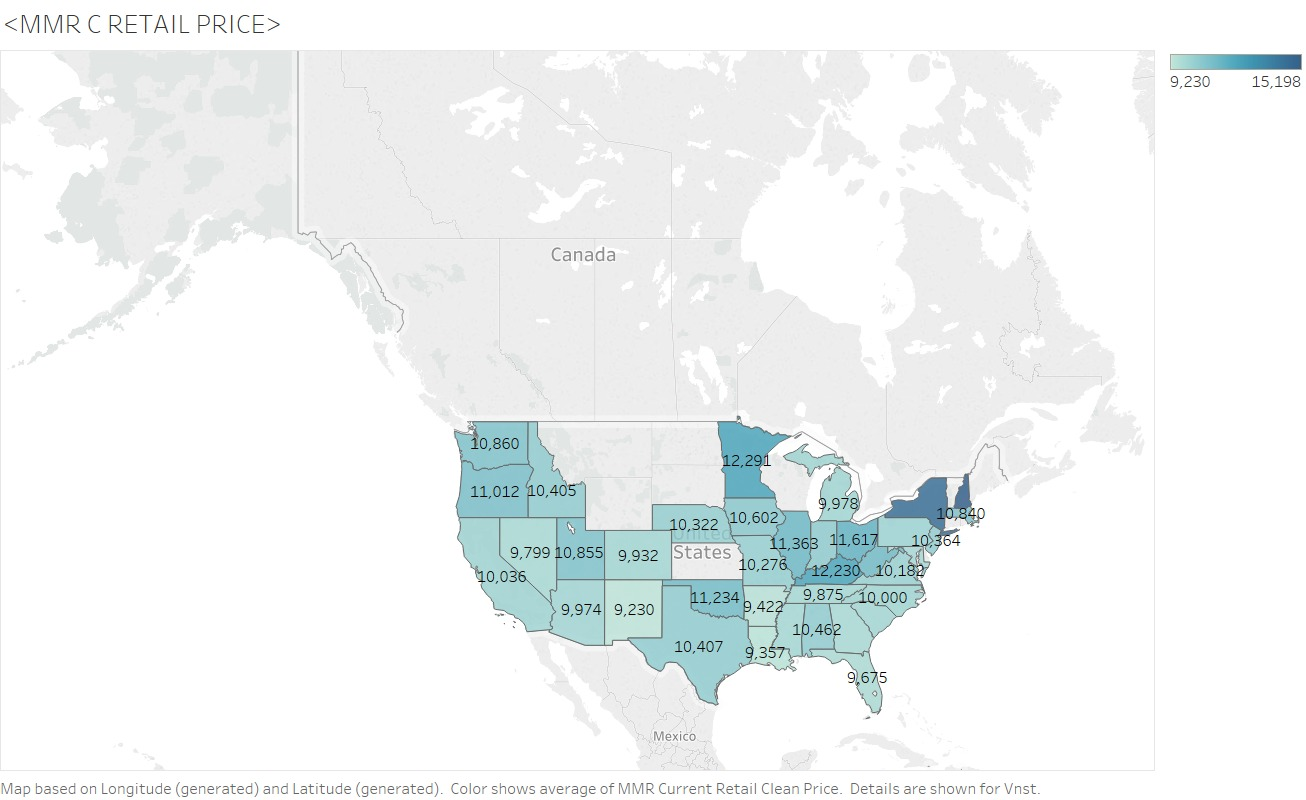 <MMR C RETAIL PRICE>
9,230 15,198
Canada
10,860
12,291
11,012 10,405
9,978
10,840
10,322 10,602
United
States
9,799 10,855 9,932
11,363 11,617
10,364
10,276
12,230 10,182
10,036
9,974 9,230 11,234 9,422
9,875 10,000
10,407
10,462
9,357
9,675
Mexico
Map based on Longitude (generated) and Latitude (generated). Color shows average of MMR Current Retail Clean Price. Details are shown for Vnst.